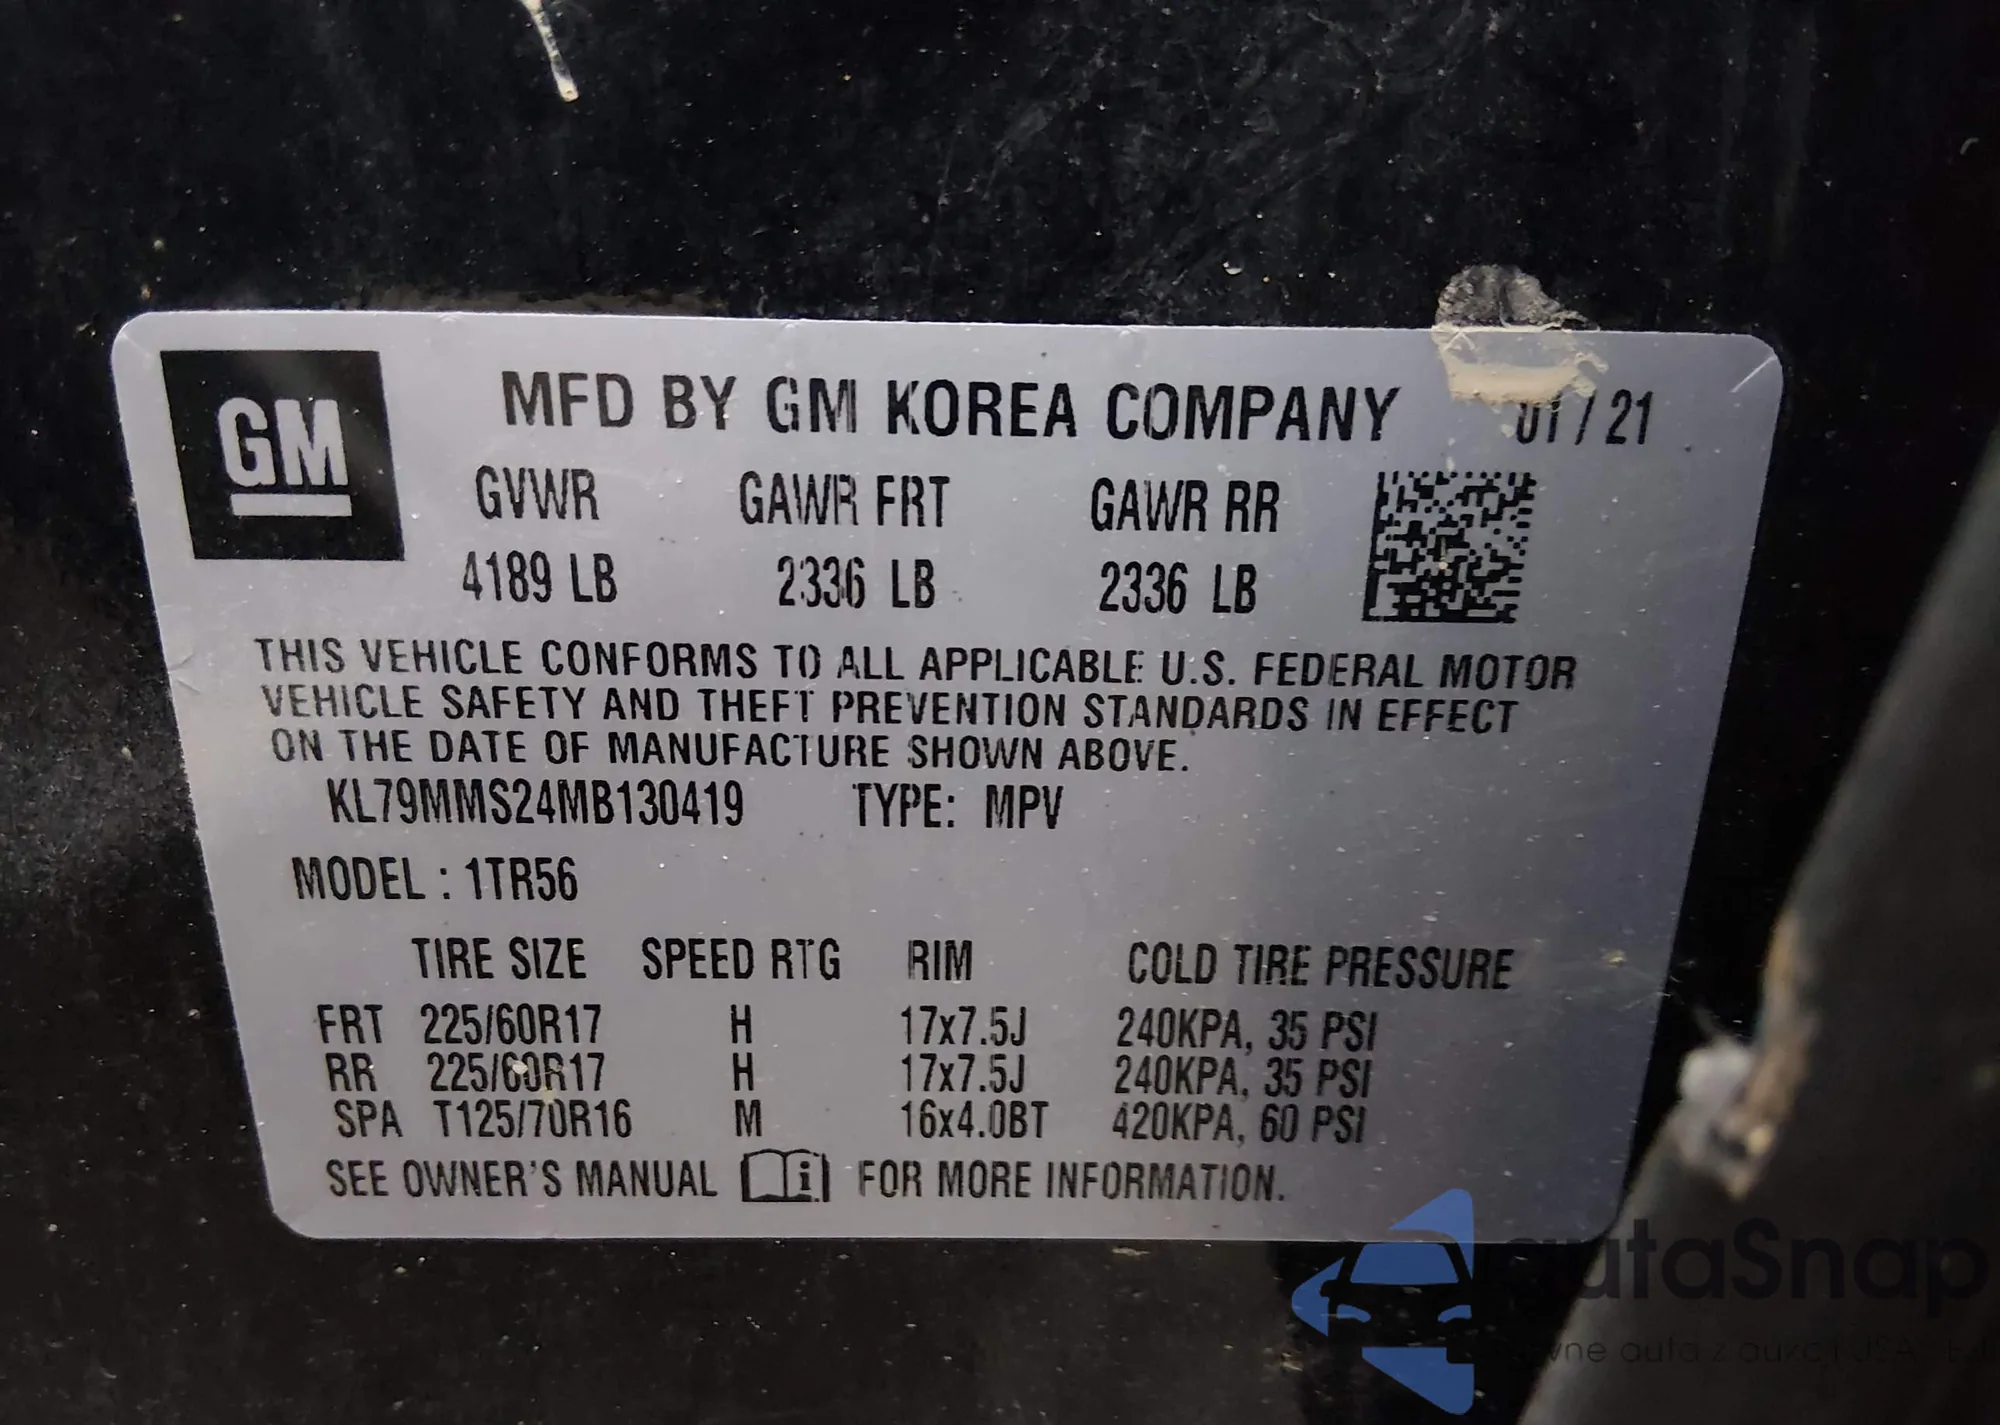 GM
MFD BY GM KOREA COMPANY 01/21
GVWR GAWR FRT GAWR RR
4189 LB 2336 LB 2336 LB
THIS VEHICLE CONFORMS TO ALL APPLICABLE U.S. FEDERAL MOTOR
VEHICLE SAFETY AND THEFT PREVENTION STANDARDS IN EFFECT
ON THE DATE OF MANUFACTURE SHOWN ABOVE.
KL79MMS24MB130419 TYPE: MPV
MODEL : 1TR56
TIRE SIZE SPEED RTG RIM COLD TIRE PRESSURE
FRT 225/60R17 H 17x7.5J 240KPA, 35 PSI
RR 225/60R17 H 17x7.5J 240KPA, 35 PSI
SPA T125/70R16 M 16x4.0BT 420KPA, 60 PSI
SEE OWNER'S MANUAL i FOR MORE INFORMATION.
autaSnap
auta z